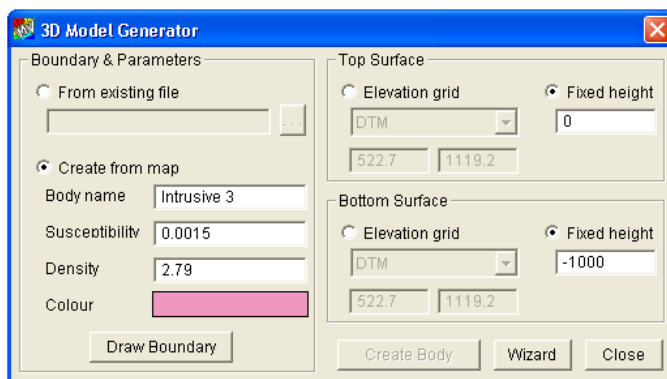 3D Model Generator
Boundary & Parameters
From existing file
...
Create from map
Body name Intrusive 3
Susceptibility 0.0015
Density 2.79
Colour
Draw Boundary
Top Surface
Elevation grid Fixed height
DTM 0
522.7 1119.2
Bottom Surface
Elevation grid Fixed height
DTM -1000
522.7 1119.2
Create Body Wizard Close